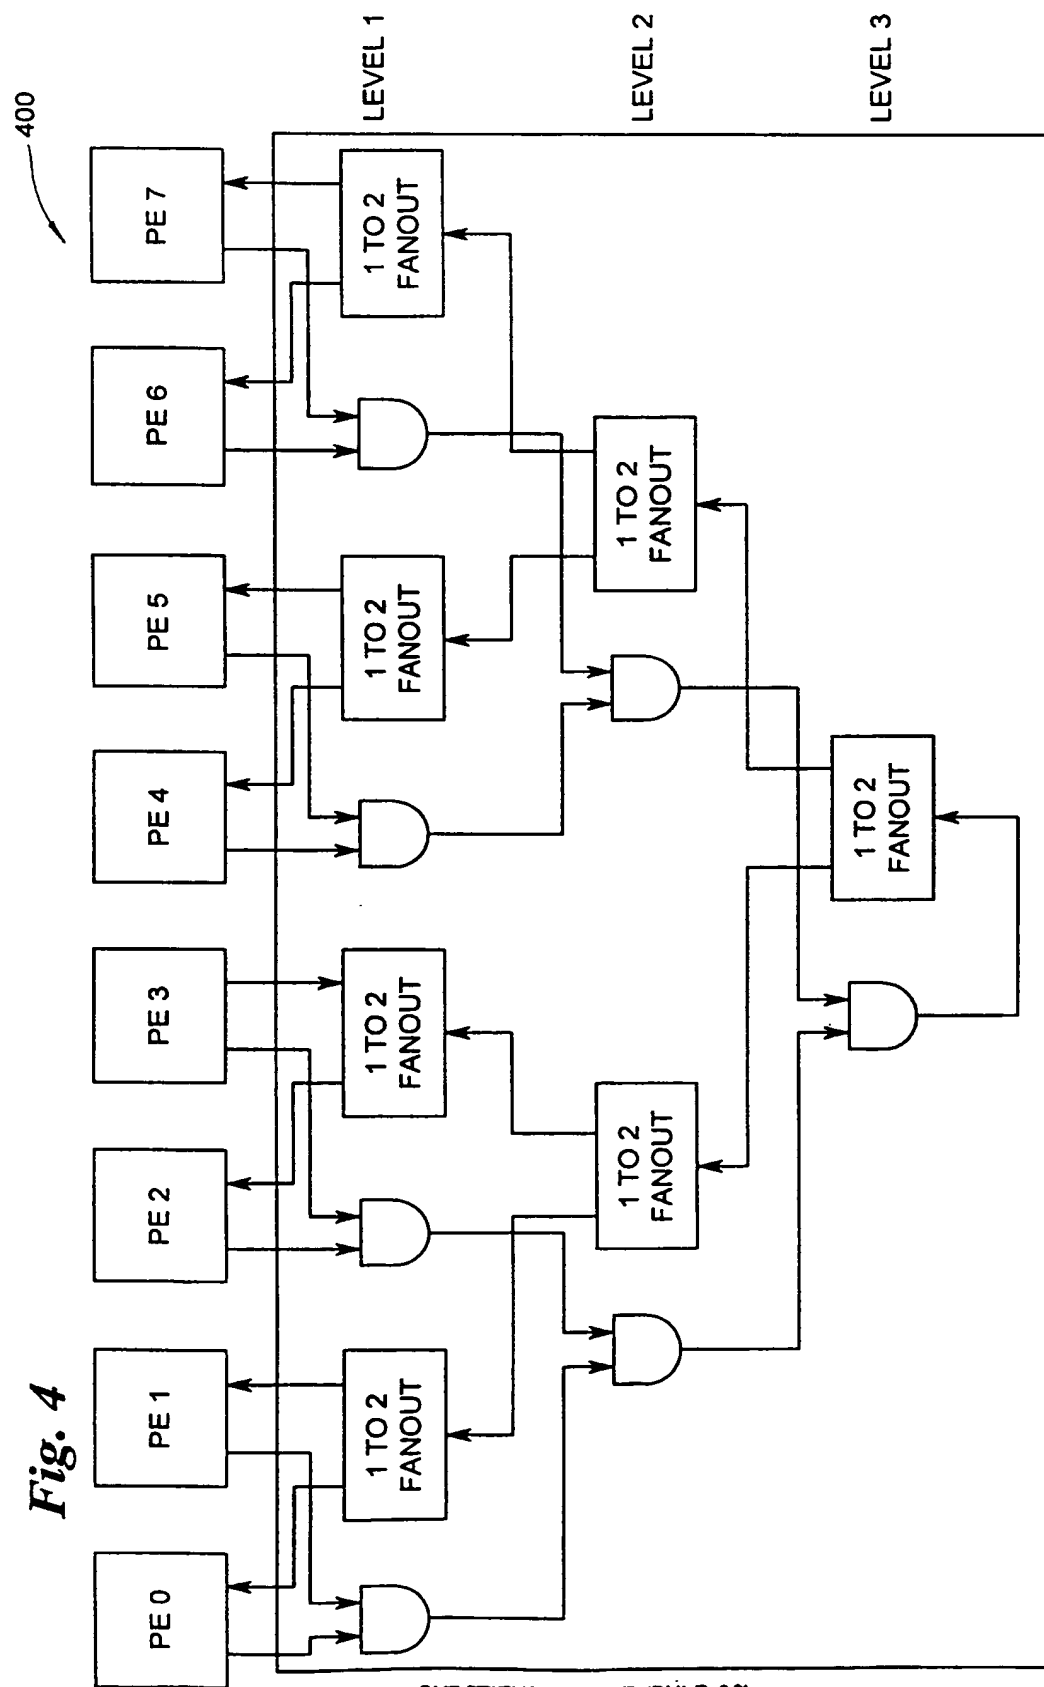 Fig. 4
400
PE 0
PE 1
PE 2
PE 3
PE 4
PE 5
PE 6
PE 7
1 TO 2
FANOUT
1 TO 2
FANOUT
1 TO 2
FANOUT
1 TO 2
FANOUT
LEVEL 1
1 TO 2
FANOUT
1 TO 2
FANOUT
LEVEL 2
1 TO 2
FANOUT
LEVEL 3